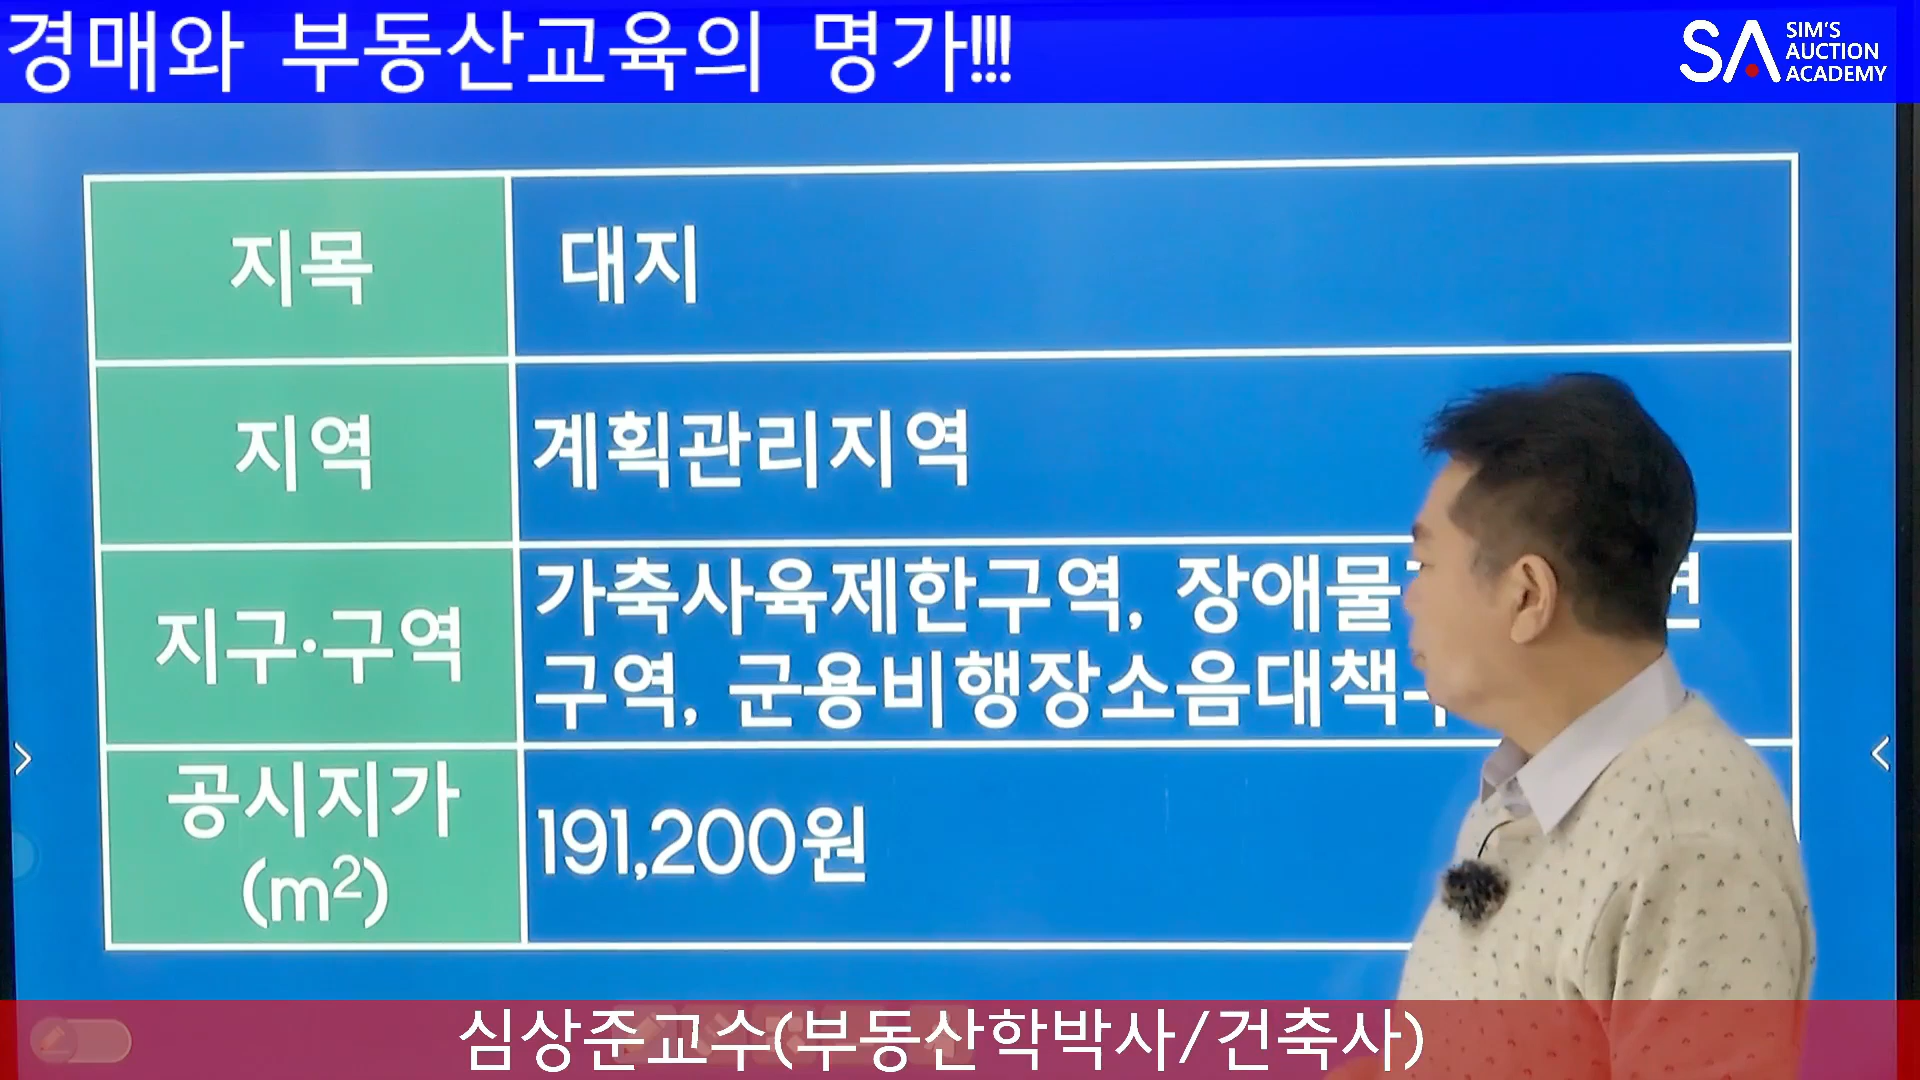 경매와 부동산교육의 명가!!!
SA SIM'S
AUCTION
ACADEMY
지목 대지
지역 계획관리지역
지구·구역 가축사육제한구역,
구역, 군용비행장소음대책
공시지가
(m²)
191,200원
심상준교수(부동산학박사/건축사)